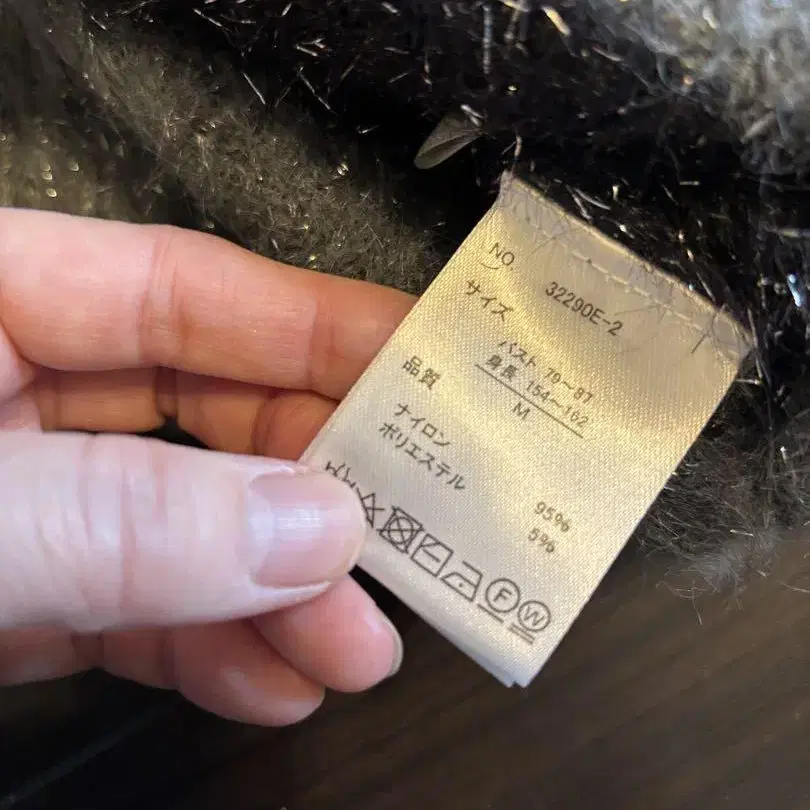 NO. 32290E-2
サイズ
バスト 79～87
身長 154～162
M
品質
ナイロン 95%
ポリエステル 5%
F W